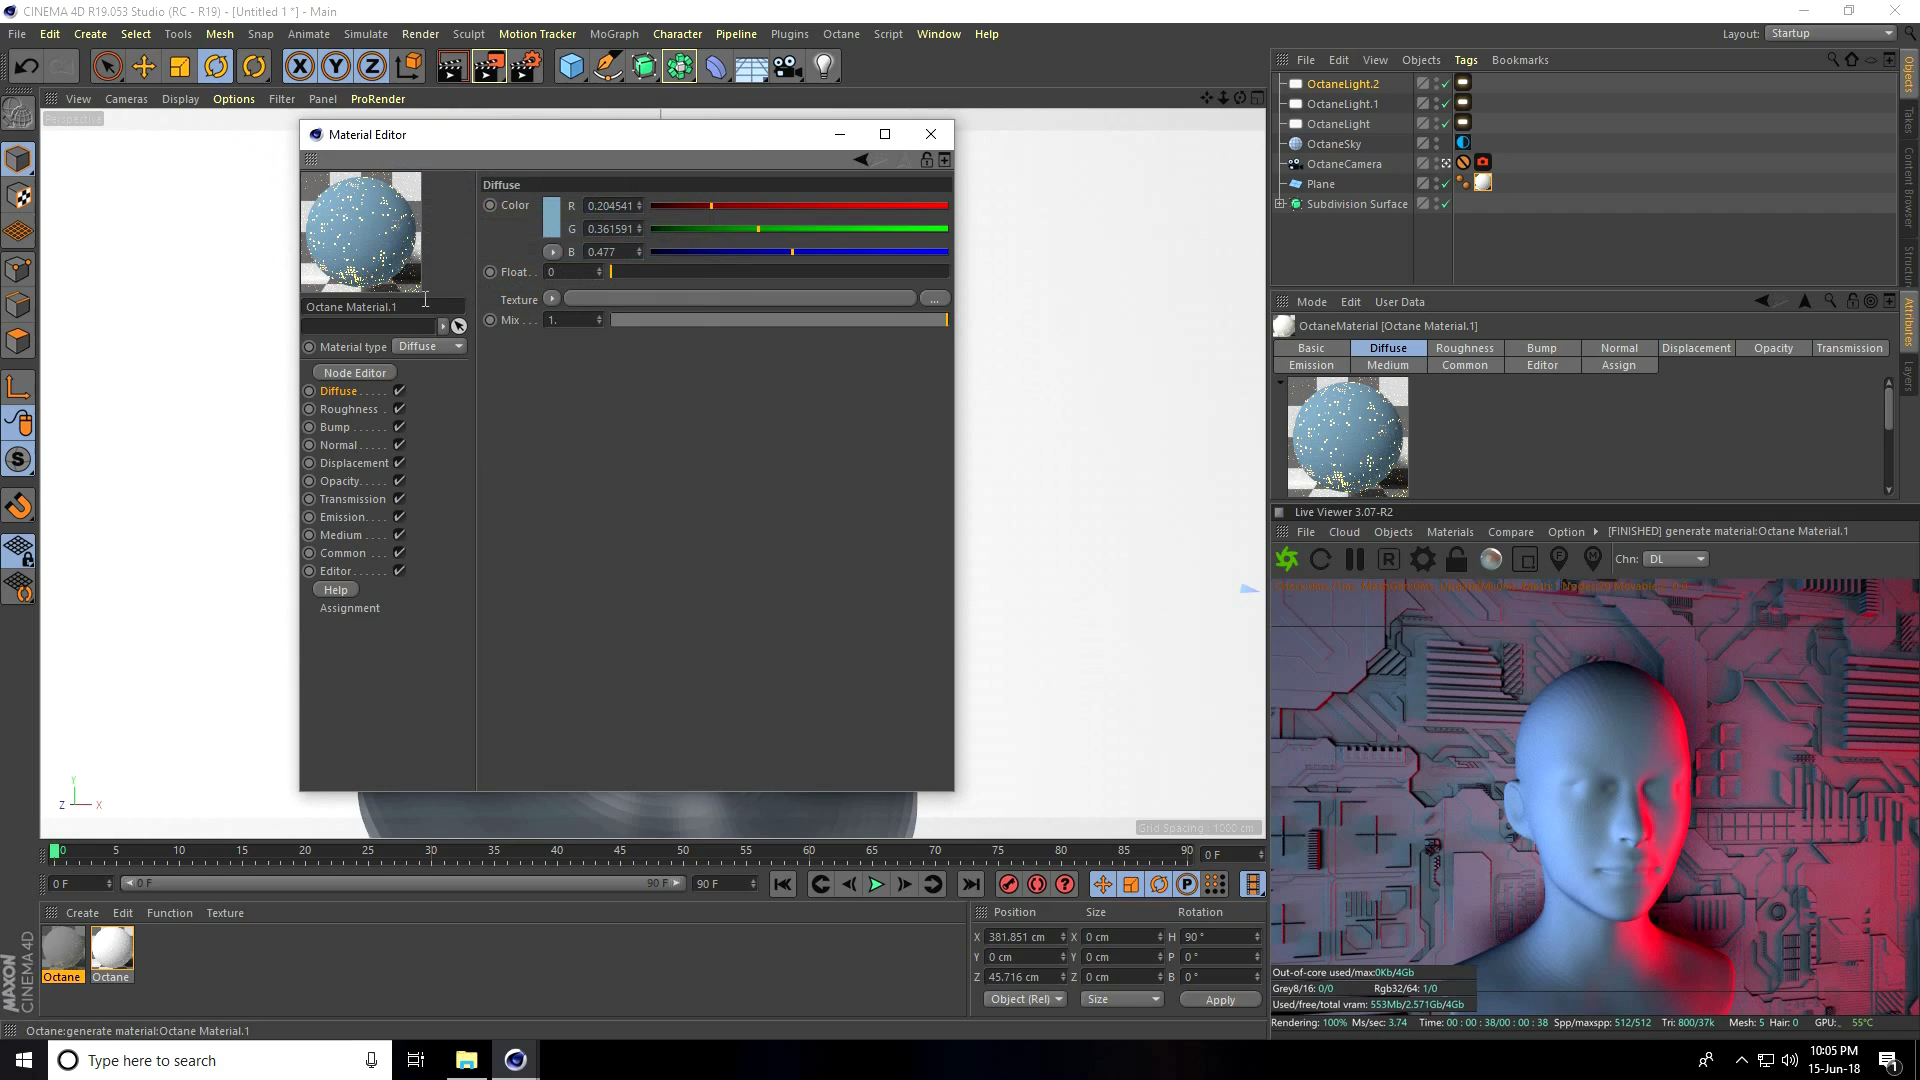 CINEMA 4D R19.053 Studio (RC - R19) - [Untitled 1 *] - Main
File Edit Create Select Tools Mesh Snap Animate Simulate Render Sculpt Motion Tracker MoGraph Character Pipeline Plugins Octane Script Window Help
Layout: Startup
File Edit View Objects Tags Bookmarks
OctaneLight.2
OctaneLight.1
OctaneLight
OctaneSky
OctaneCamera
Plane
Subdivision Surface
Objects
Takes
Content Browser
Structure
View Cameras Display Options Filter Panel ProRender
Perspective
Material Editor
Octane Material.1
Material type Diffuse
Node Editor
Diffuse
Roughness
Bump
Normal
Displacement
Opacity
Transmission
Emission
Medium
Common
Editor
Help
Assignment
Diffuse
Color R 0.204541
G 0.361591
B 0.477
Float 0
Texture ...
Mix 1.
Grid Spacing : 1000 cm
Y
Z X
Mode Edit User Data
OctaneMaterial [Octane Material.1]
Basic Diffuse Roughness Bump Normal Displacement Opacity Transmission
Emission Medium Common Editor Assign
Attributes
Layers
Live Viewer 3.07-R2
File Cloud Objects Materials Compare Option [FINISHED] generate material:Octane Material.1
Chn: DL
Out-of-core used/max:0Kb/4Gb
Grey8/16: 0/0 Rgb32/64: 1/0
Used/free/total vram: 553Mb/2.571Gb/4Gb
Rendering: 100% Ms/sec: 3.74 Time: 00 : 00 : 38/00 : 00 : 38 Spp/maxspp: 512/512 Tri: 800/37k Mesh: 5 Hair: 0 GPU: 55°C
0 5 10 15 20 25 30 35 40 45 50 55 60 65 70 75 80 85 90 0 F
0 F 0 F 90 F 90 F
Create Edit Function Texture
Octane Octane
Position Size Rotation
X 381.851 cm X 0 cm H 90 °
Y 0 cm Y 0 cm P 0 °
Z 45.716 cm Z 0 cm B 0 °
Object (Rel) Size Apply
MAXON
CINEMA 4D
Octane:generate material:Octane Material.1
Type here to search
10:05 PM
15-Jun-18
1